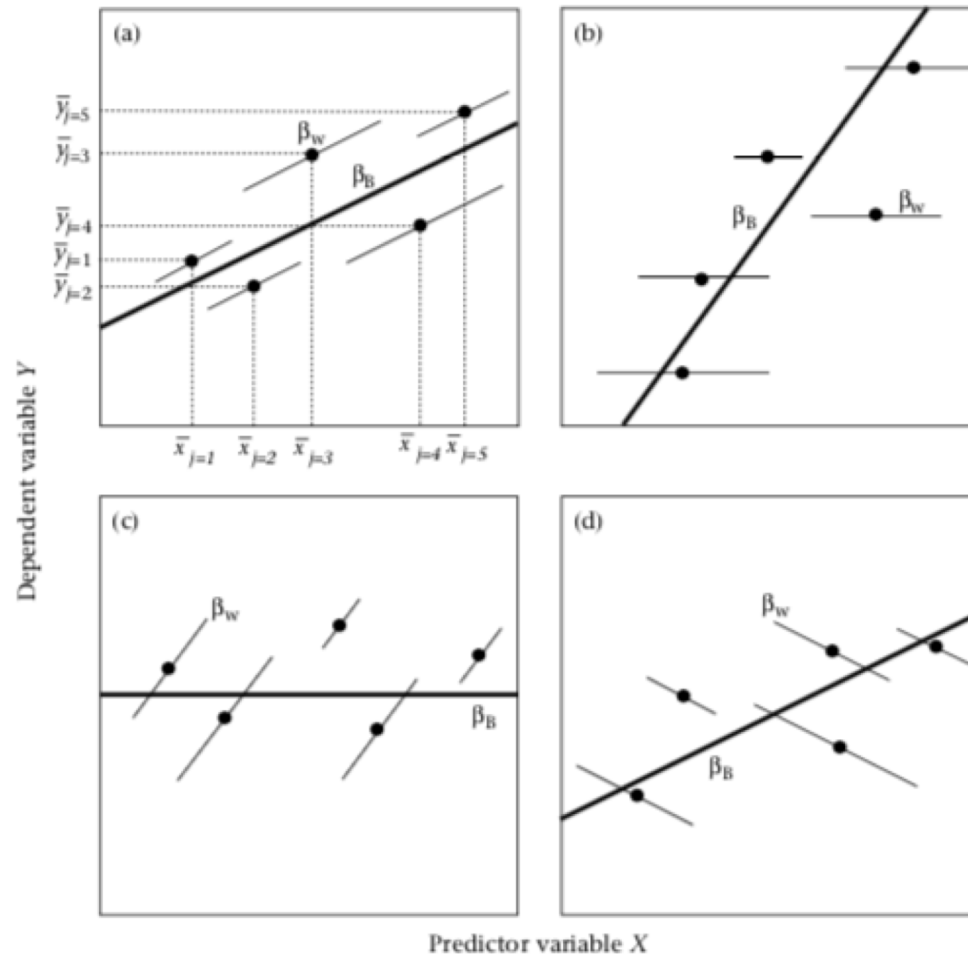 (a)
ȳj=5
ȳj=3
ȳj=4
ȳj=1
ȳj=2
βw
βB
x̄j=1 x̄j=2 x̄j=3 x̄j=4 x̄j=5
(b)
βB
βw
Dependent variable Y
(c)
βw
βB
(d)
βw
βB
Predictor variable X